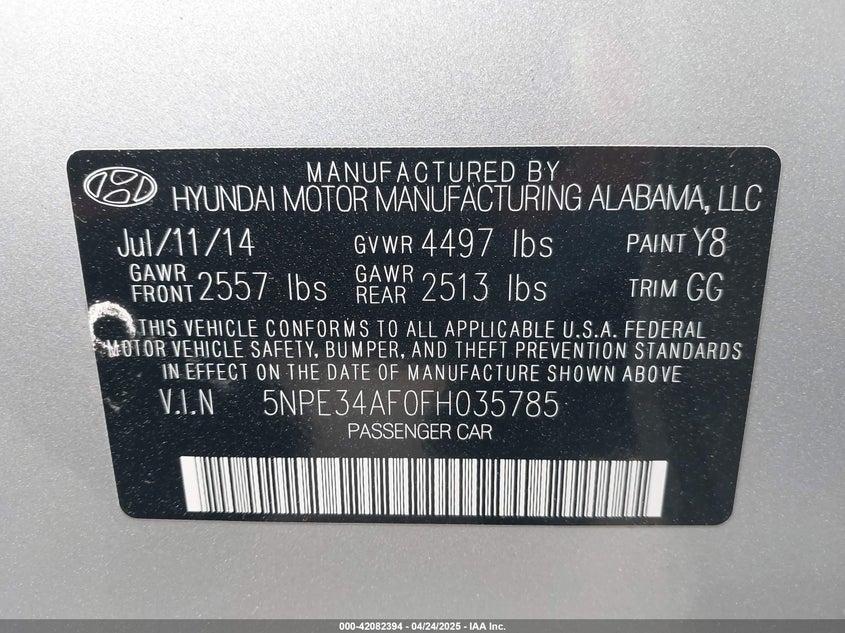 MANUFACTURED BY
HYUNDAI MOTOR MANUFACTURING ALABAMA, LLC
Jul/11/14 GVWR 4497 lbs PAINT Y8
GAWR FRONT 2557 lbs GAWR REAR 2513 lbs TRIM GG
THIS VEHICLE CONFORMS TO ALL APPLICABLE U.S.A. FEDERAL
MOTOR VEHICLE SAFETY, BUMPER, AND THEFT PREVENTION STANDARDS
IN EFFECT ON THE DATE OF MANUFACTURE SHOWN ABOVE
V.I.N 5NPE34AF0FH035785
PASSENGER CAR
000-42082394 - 04/24/2025 - IAA Inc.